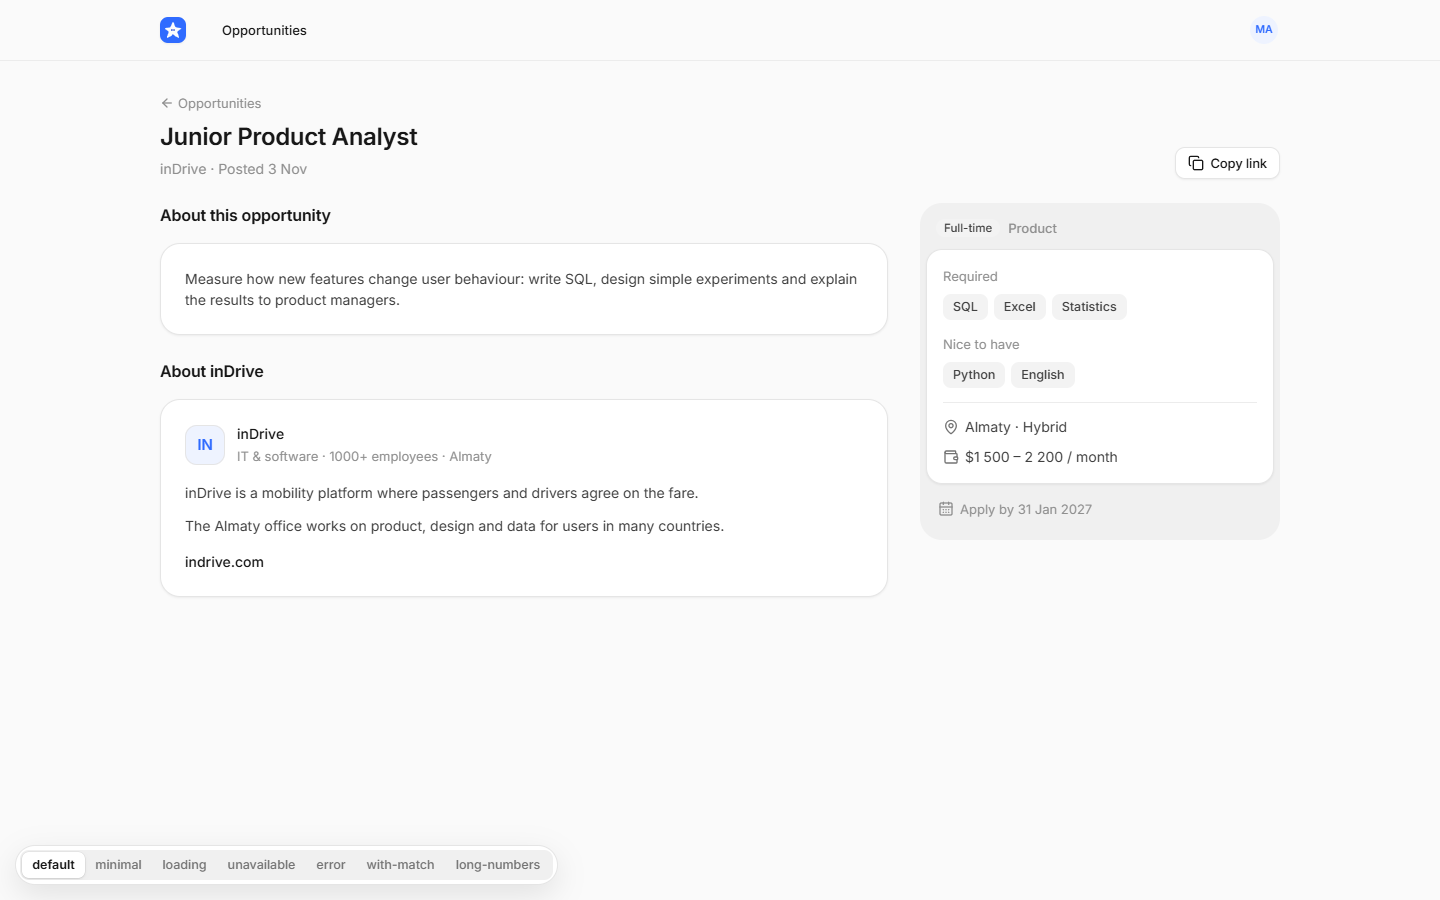 Opportunities
MA
Opportunities
Junior Product Analyst
inDrive · Posted 3 Nov
Copy link
About this opportunity
Measure how new features change user behaviour: write SQL, design simple experiments and explain
the results to product managers.
About inDrive
IN
inDrive
IT & software · 1000+ employees · Almaty
inDrive is a mobility platform where passengers and drivers agree on the fare.
The Almaty office works on product, design and data for users in many countries.
indrive.com
Full-time Product
Required
SQL Excel Statistics
Nice to have
Python English
Almaty · Hybrid
$1 500 – 2 200 / month
Apply by 31 Jan 2027
default minimal loading unavailable error with-match long-numbers